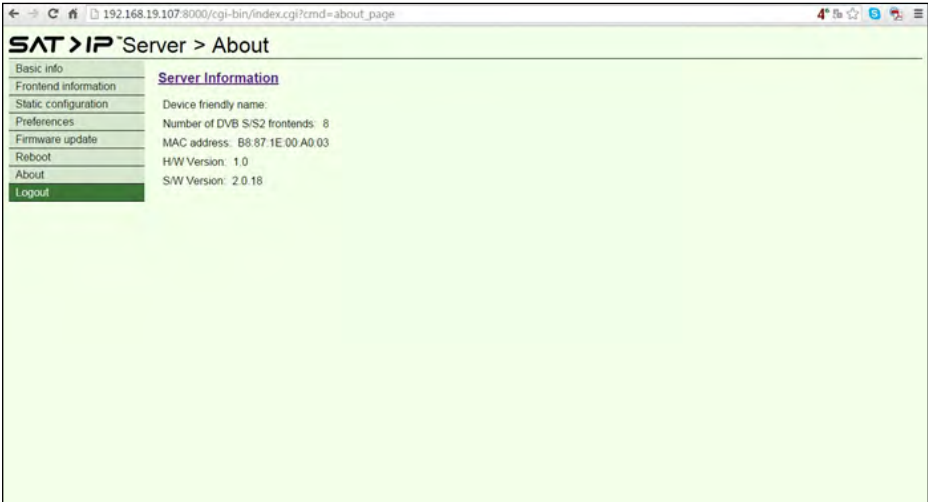 192.168.19.107:8000/cgi-bin/index.cgi?cmd=about_page
4°
SAT>IP™Server > About
Basic info
Frontend information
Static configuration
Preferences
Firmware update
Reboot
About
Logout
Server Information
Device friendly name:
Number of DVB S/S2 frontends: 8
MAC address: B8:87:1E:00:A0:03
H/W Version: 1.0
S/W Version: 2.0.18